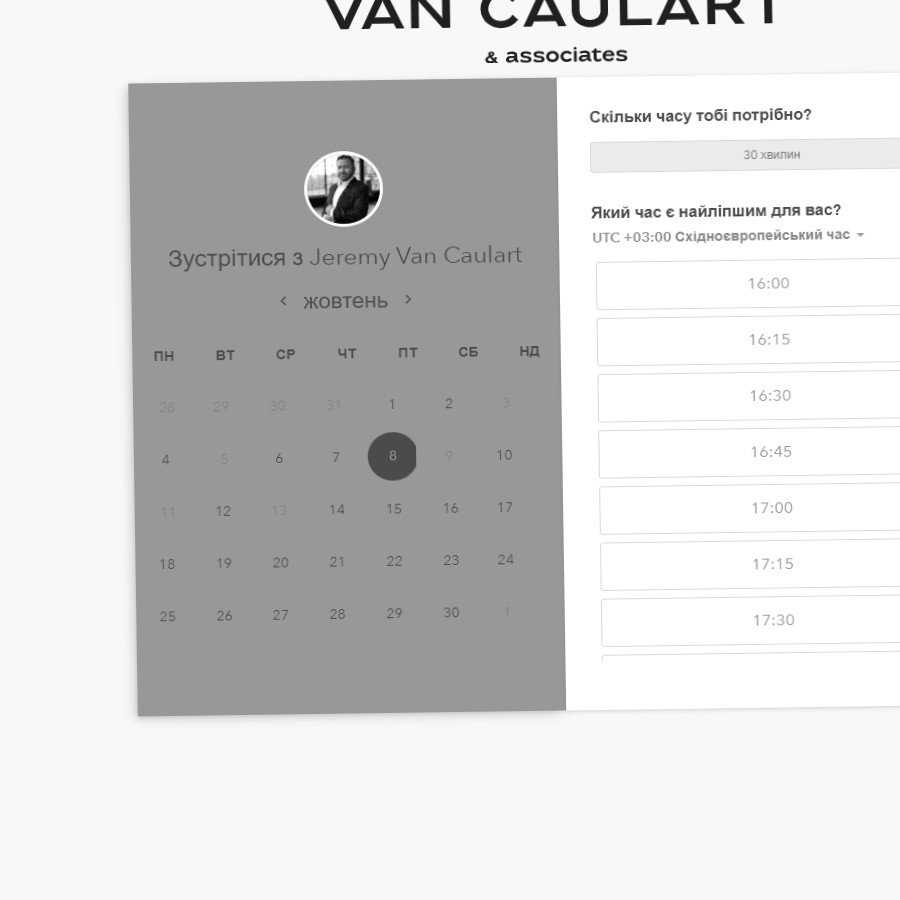 VAN CAULART
& associates
Зустрітися з Jeremy Van Caulart
жовтень
ПН ВТ СР ЧТ ПТ СБ НД
28 29 30 31 1 2 3
4 5 6 7 8 9 10
11 12 13 14 15 16 17
18 19 20 21 22 23 24
25 26 27 28 29 30 1
Скільки часу тобі потрібно?
30 хвилин
Який час є найліпшим для вас?
UTC +03:00 Східноєвропейський час
16:00
16:15
16:30
16:45
17:00
17:15
17:30